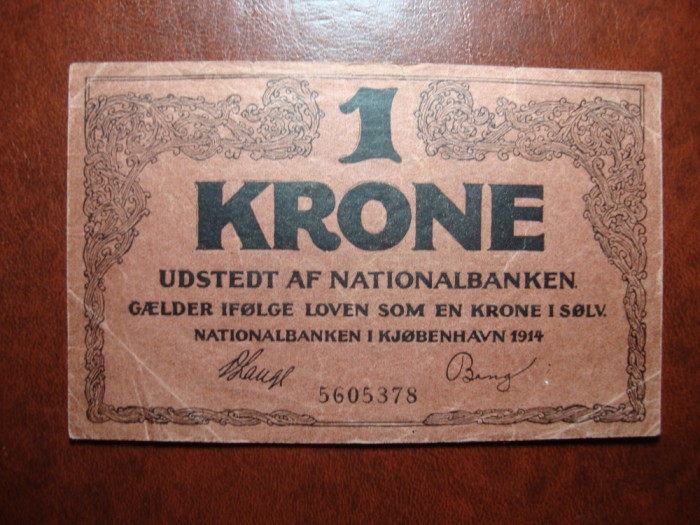 1
KRONE
UDSTEDT AF NATIONALBANKEN.
GÆLDER IFØLGE LOVEN SOM EN KRONE I SØLV.
NATIONALBANKEN I KJØBENHAVN 1914
5605378